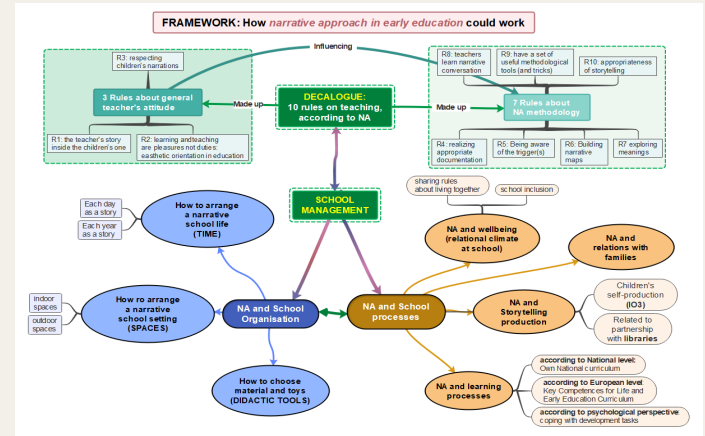 FRAMEWORK: How narrative approach in early education could work
Influencing
R3: respecting
children's narrations
3 Rules about general
teacher's attitude
R1: the teacher's story
inside the children's one
R2: learning and teaching
are pleasures not duties:
easthetic orientation in education
Made up
DECALOGUE:
10 rules on teaching,
according to NA
Made up
R8: teachers
learn narrative
conversation
R9: have a set of
useful methodological
tools (and tricks)
R10: appropriateness
of storytelling
7 Rules about
NA methodology
R4: realizing
appropriate
documentation
R5: Being aware
of the trigger(s)
R6: Building
narrative
maps
R7 exploring
meanings
SCHOOL
MANAGEMENT
Each day
as a story
Each year
as a story
How to arrange
a narrative
school life
(TIME)
indoor
spaces
outdoor
spaces
How ro arrange
a narrative
school setting
(SPACES)
NA and School
Organisation
How to choose
material and toys
(DIDACTIC TOOLS)
NA and School
processes
sharing rules
about living together
school inclusion
NA and wellbeing
(relational climate
at school)
NA and
relations with
families
NA and
Storytelling
production
Children's
self-production
(IO3)
Related to
partnership
with libraries
NA and learning
processes
according to National level:
Own National curriculum
according to European level:
Key Competences for Life and
Early Education Curriculum
according to psychological perspective:
coping with development tasks